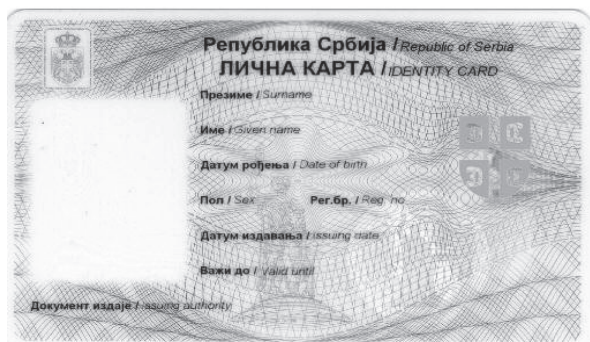 Република Србија / Republic of Serbia
ЛИЧНА КАРТА / IDENTITY CARD
Презиме / Surname
Име / Given name
Датум рођења / Date of birth
Пол / Sex Рег.бр. / Reg. no
Датум издавања / Issuing date
Важи до / Valid until
Документ издаје / Issuing authority